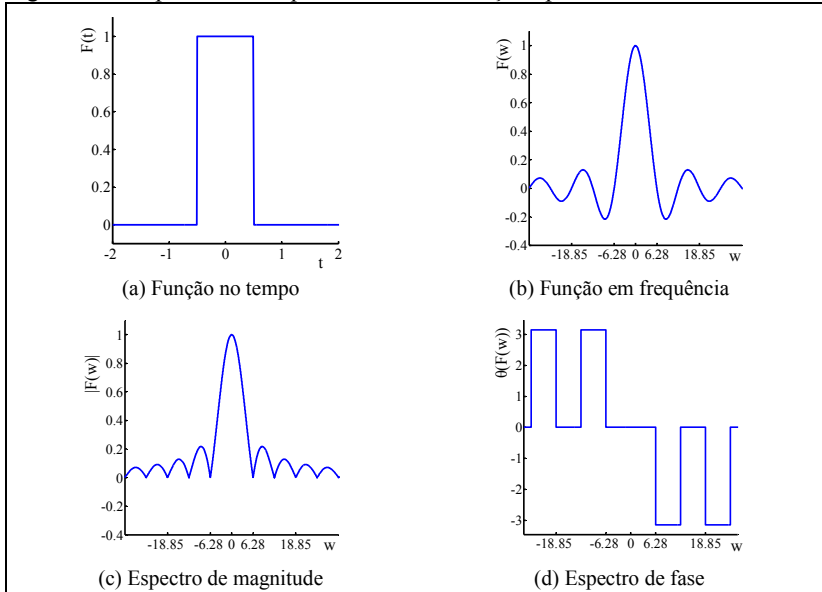 F(t)
1
0.8
0.6
0.4
0.2
0
-2 -1 0 1 2
t
(a) Função no tempo
F(w)
1
0.8
0.6
0.4
0.2
0
-0.2
-0.4
-18.85 -6.28 0 6.28 18.85 w
(b) Função em frequência
|F(w)|
1
0.8
0.6
0.4
0.2
0
-0.2
-0.4
-18.85 -6.28 0 6.28 18.85 w
(c) Espectro de magnitude
θ(F(w))
3
2
1
0
-1
-2
-3
-18.85 -6.28 0 6.28 18.85 w
(d) Espectro de fase